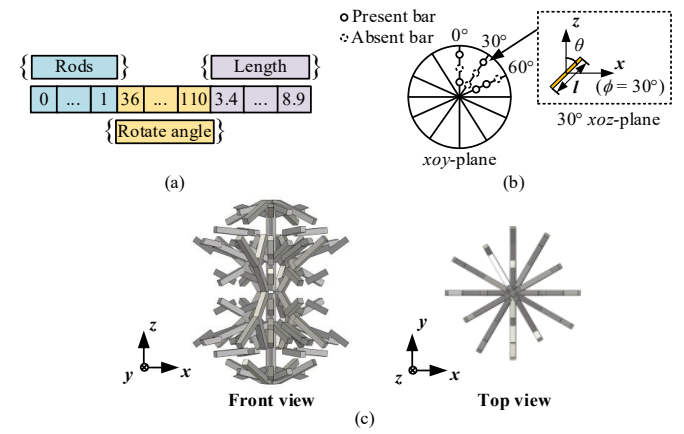 { Rods } { Length }
0 ... 1 36 ... 110 3.4 ... 8.9
{ Rotate angle }
(a)
Present bar
Absent bar
0° 30° 60°
xoy-plane
z
θ
x
l (ϕ = 30°)
30° xoz-plane
(b)
z
y x
Front view
y
z x
Top view
(c)